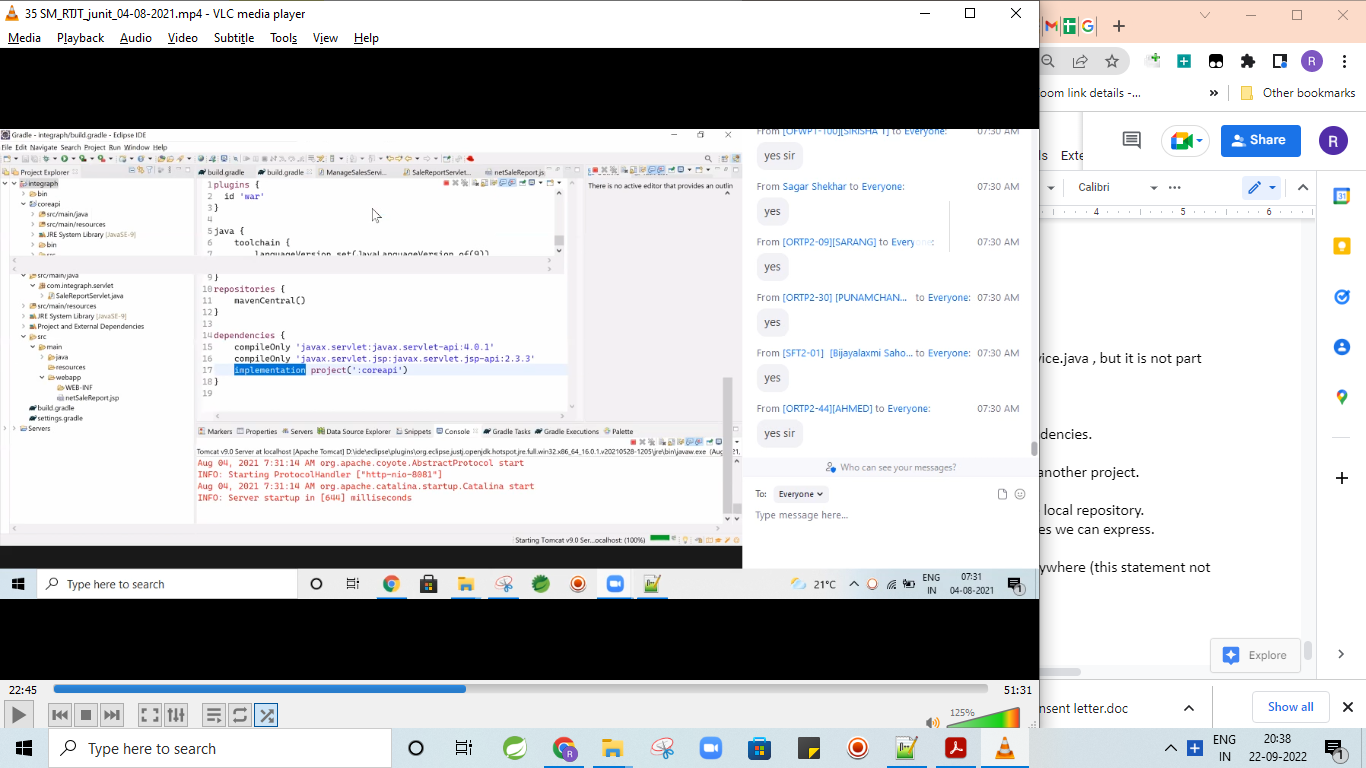 35 SM_RTJT_junit_04-08-2021.mp4 - VLC media player
Media Playback Audio Video Subtitle Tools View Help
Gradle - integraph/build.gradle - Eclipse IDE
File Edit Navigate Search Project Run Window Help
Project Explorer
integraph
bin
coreapi
src/main/java
src/main/resources
JRE System Library [JavaSE-9]
bin
src
src/main/java
com.integraph.servlet
SaleReportServlet.java
src/main/resources
JRE System Library [JavaSE-9]
Project and External Dependencies
src
main
java
resources
webapp
WEB-INF
netSaleReport.jsp
build.gradle
settings.gradle
Servers
build.gradle build.gradle ManageSalesServi... SaleReportServlet... netSaleReport.js
1 plugins {
2 id 'war'
3 }
4
5 java {
6 toolchain {
7 languageVersion.set(JavaLanguageVersion.of(9))
9 }
10 repositories {
11 mavenCentral()
12 }
13
14 dependencies {
15 compileOnly 'javax.servlet:javax.servlet-api:4.0.1'
16 compileOnly 'javax.servlet.jsp:javax.servlet.jsp-api:2.3.3'
17 implementation project(':coreapi')
18 }
19
There is no active editor that provides an outlin
Markers Properties Servers Data Source Explorer Snippets Console Gradle Tasks Gradle Executions Palette
Tomcat v9.0 Server at localhost [Apache Tomcat] D:\ide\eclipse\plugins\org.eclipse.justj.openjdk.hotspot.jre.full.win32.x86_64_16.0.1.v20210528-1205\jre\bin\javaw.exe (Aug
Aug 04, 2021 7:31:14 AM org.apache.coyote.AbstractProtocol start
INFO: Starting ProtocolHandler ["http-nio-8081"]
Aug 04, 2021 7:31:14 AM org.apache.catalina.startup.Catalina start
INFO: Server startup in [644] milliseconds
Starting Tomcat v9.0 Ser...ocalhost: (100%)
From [OFWPT-100][SIRISHA T] to Everyone: 07:30 AM
yes sir
From Sagar Shekhar to Everyone: 07:30 AM
yes
From [ORTP2-09][SARANG] to Everyone: 07:30 AM
yes
From [ORTP2-30] [PUNAMCHAN... to Everyone: 07:30 AM
yes
From [SFT2-01] [Bijayalaxmi Saho... to Everyone: 07:30 AM
yes
From [ORTP2-44][AHMED] to Everyone: 07:30 AM
yes sir
Who can see your messages?
To: Everyone
Type message here...
Type here to search
21°C
ENG
IN
07:31
04-08-2021
1
22:45
51:31
125%
oom link details -...
»
Other bookmarks
R
ls Exte
Share
R
Calibri
4 5 6
31
vice.java , but it is not part
dencies.
another project.
local repository.
es we can express.
ywhere (this statement not
Explore
nsent letter.doc
Show all
Type here to search
R
ENG
IN
20:38
22-09-2022
1